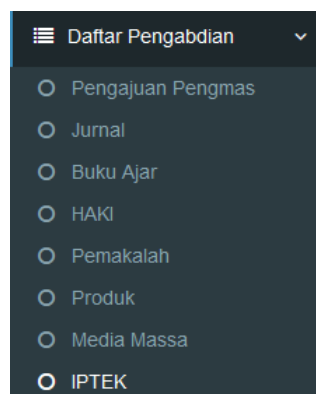 Daftar Pengabdian
Pengajuan Pengmas
Jurnal
Buku Ajar
HAKI
Pemakalah
Produk
Media Massa
IPTEK